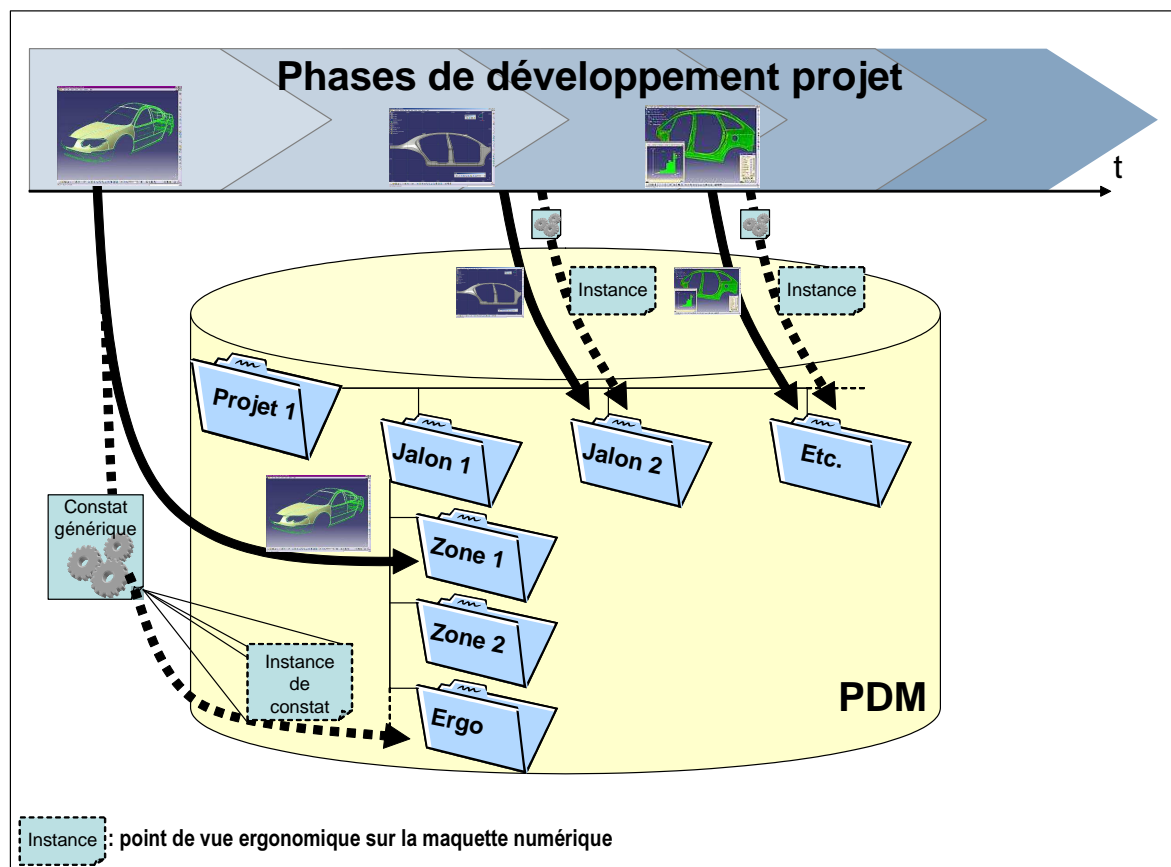 Phases de développement projet
t
Instance
Instance
Projet 1
Jalon 1
Jalon 2
Etc.
Constat
générique
Zone 1
Zone 2
Instance
de
constat
Ergo
PDM
Instance : point de vue ergonomique sur la maquette numérique